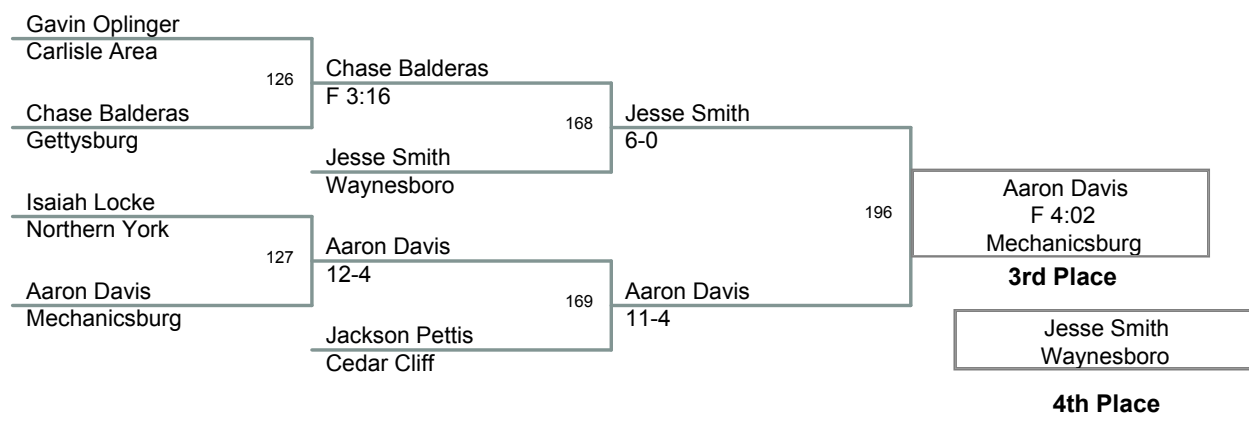 Gavin Oplinger
Carlisle Area
126
Chase Balderas
F 3:16
Chase Balderas
Gettysburg
168
Jesse Smith
6-0
Jesse Smith
Waynesboro
Isaiah Locke
Northern York
127
Aaron Davis
12-4
Aaron Davis
Mechanicsburg
169
Aaron Davis
11-4
Jackson Pettis
Cedar Cliff
196
Aaron Davis
F 4:02
Mechanicsburg
3rd Place
Jesse Smith
Waynesboro
4th Place